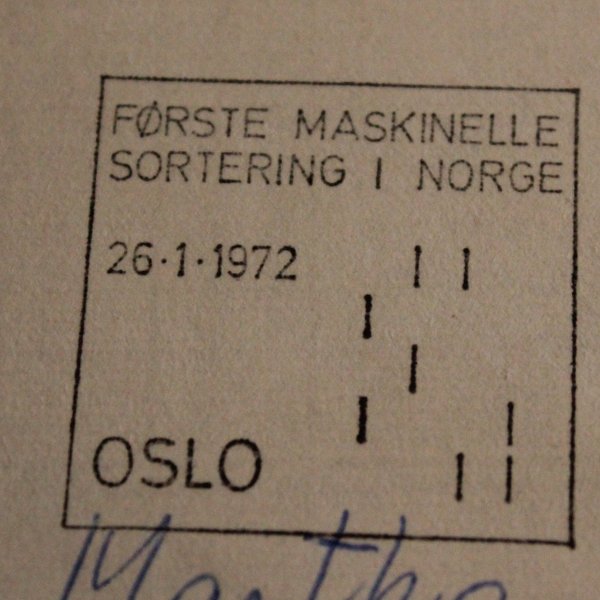 FØRSTE MASKINELLE
SORTERING I NORGE
26·1·1972
OSLO